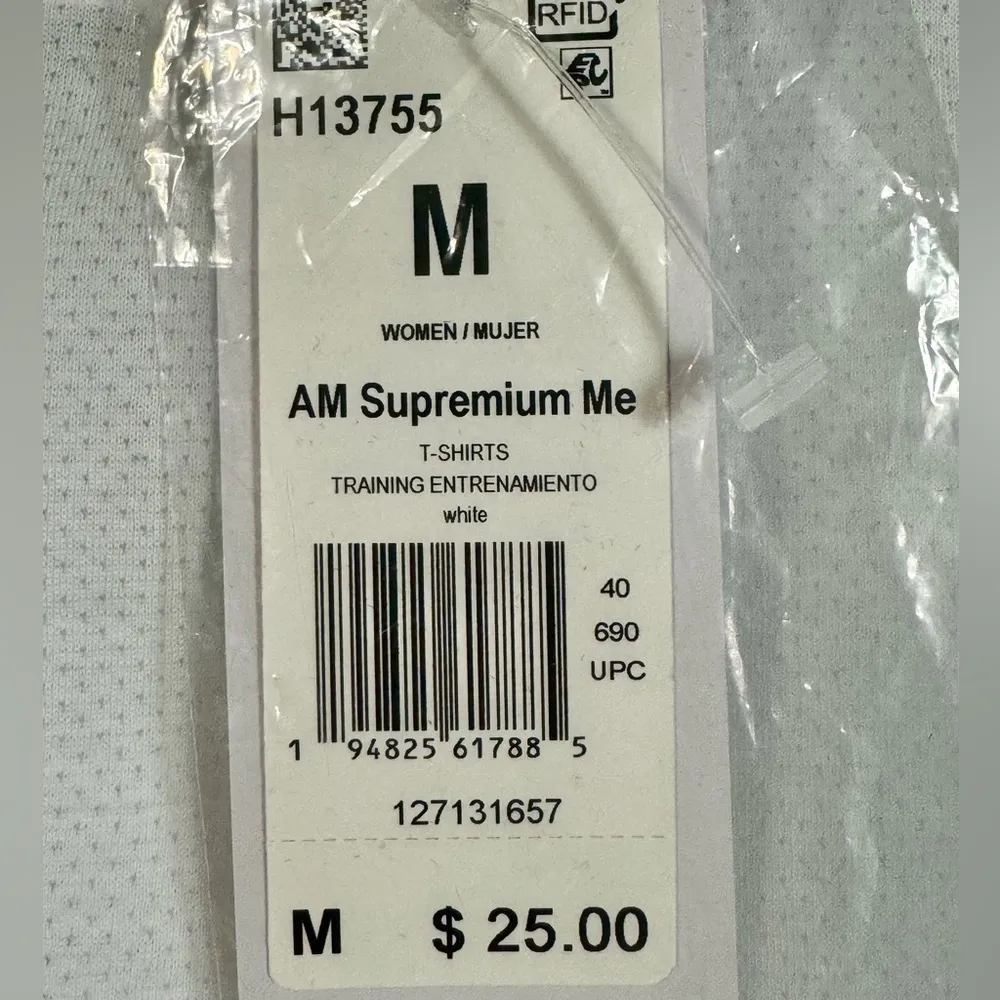 RFID
H13755
M
WOMEN / MUJER
AM Supremium Me
T-SHIRTS
TRAINING ENTRENAMIENTO
white
40
690
UPC
1 94825 61788 5
127131657
M $ 25.00